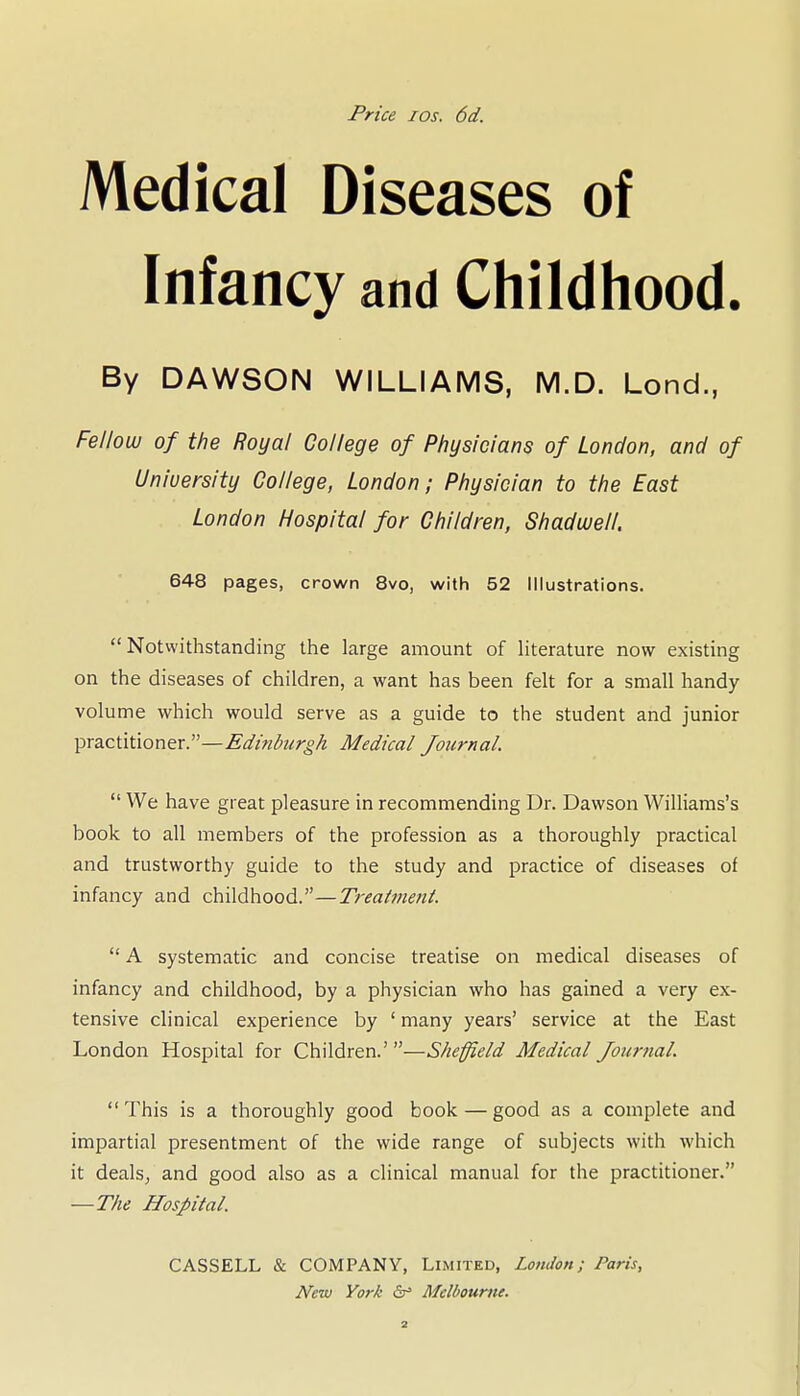 Price 10s. 6d.
Medical Diseases of
Infancy and Childhood.
By DAWSON WILLIAMS, M.D. Lond.,
Fellow of the Royal College of Physicians of London, and of
University College, London; Physician to the East
London Hospital for Children, Shadwell.
648 pages, crown 8vo, with 52 Illustrations.
“Notwithstanding the large amount of literature now existing
on the diseases of children, a want has been felt for a small handy
volume which would serve as a guide to the student and junior
practitioner.”—Edinburgh Medical Journal.
“We have great pleasure in recommending Dr. Dawson Williams’s
book to all members of the profession as a thoroughly practical
and trustworthy guide to the study and practice of diseases of
infancy and childhood.”—Treatment.
“A systematic and concise treatise on medical diseases of
infancy and childhood, by a physician who has gained a very ex-
tensive clinical experience by ‘many years’ service at the East
London Hospital for Children.’”—Sheffield Medical Journal.
“This is a thoroughly good book — good as a complete and
impartial presentment of the wide range of subjects with which
it deals, and good also as a clinical manual for the practitioner.”
—The Hospital.
CASSELL & COMPANY, LIMITED, London; Paris,
New York & Melbourne.
2